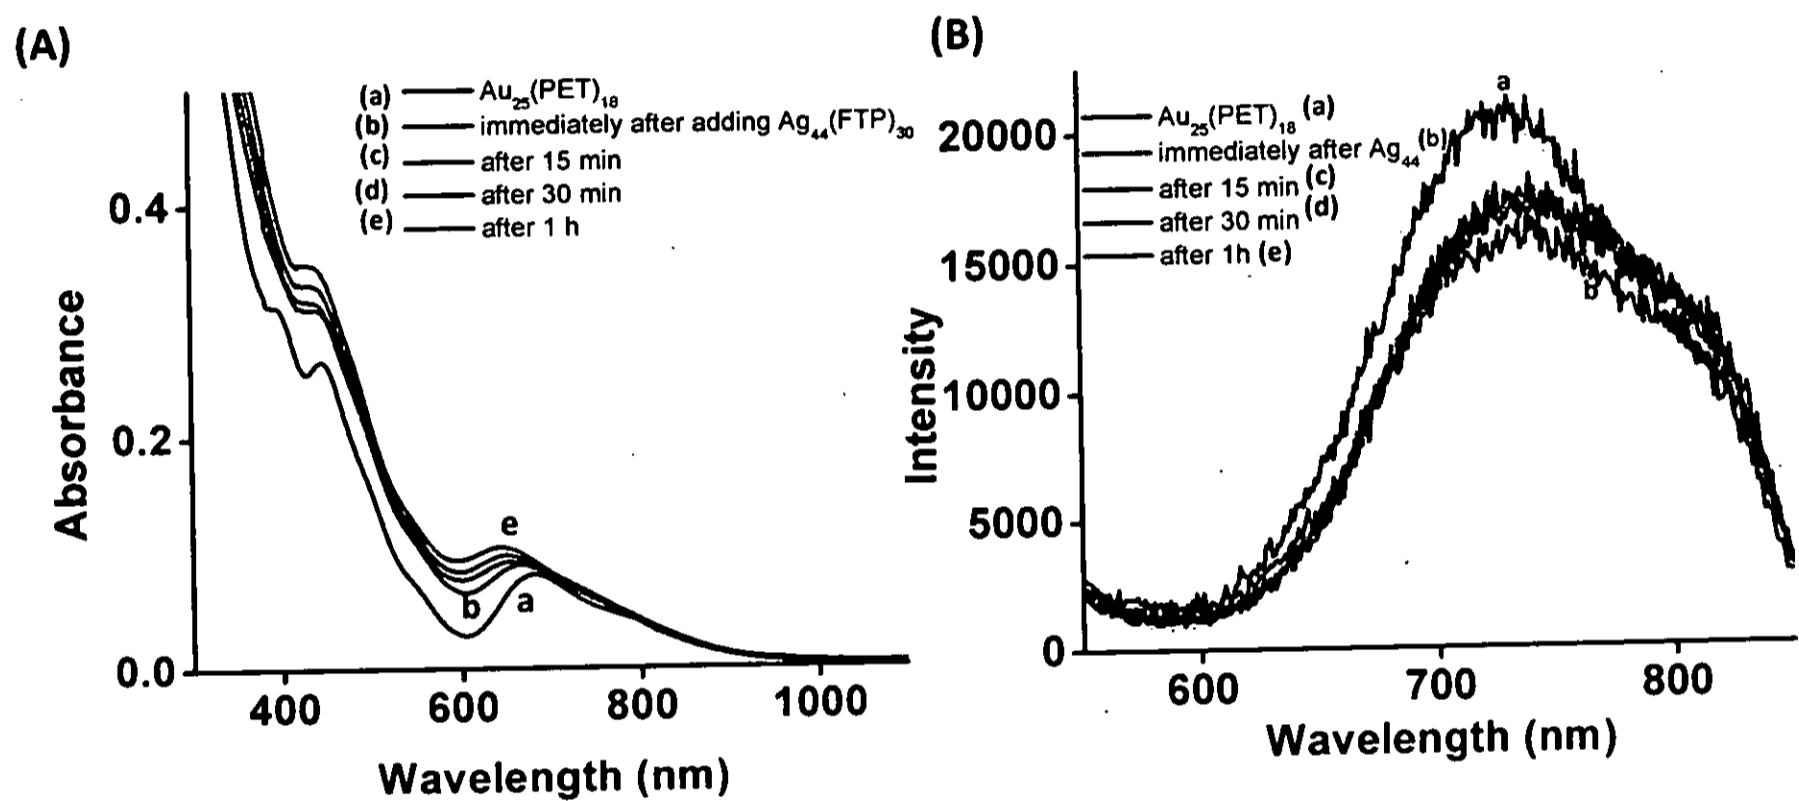 (A)
(a) Au₂₅(PET)₁₈
(b) immediately after adding Ag₄₄(FTP)₃₀
(c) after 15 min
(d) after 30 min
(e) after 1 h
0.4
0.2
0.0
Absorbance
e
b
a
400 600 800 1000
Wavelength (nm)
(B)
a
Au₂₅(PET)₁₈ (a)
immediately after Ag₄₄ (b)
after 15 min (c)
after 30 min (d)
after 1h (e)
b
20000
15000
10000
5000
0
Intensity
600 700 800
Wavelength (nm)